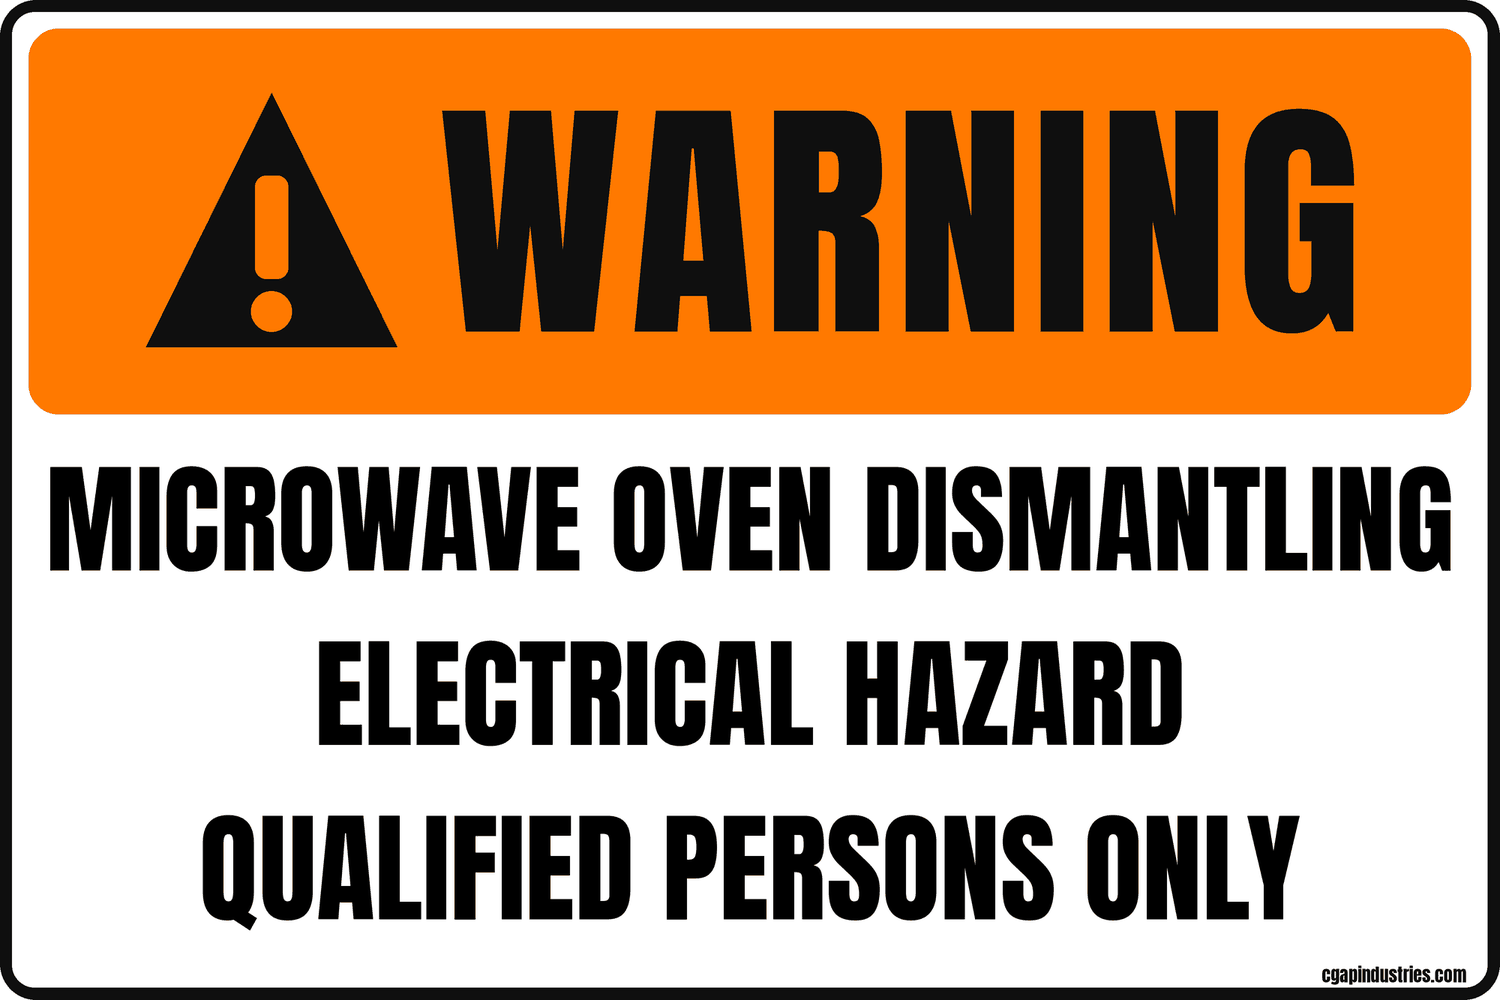 WARNING
MICROWAVE OVEN DISMANTLING
ELECTRICAL HAZARD
QUALIFIED PERSONS ONLY
cgapindustries.com